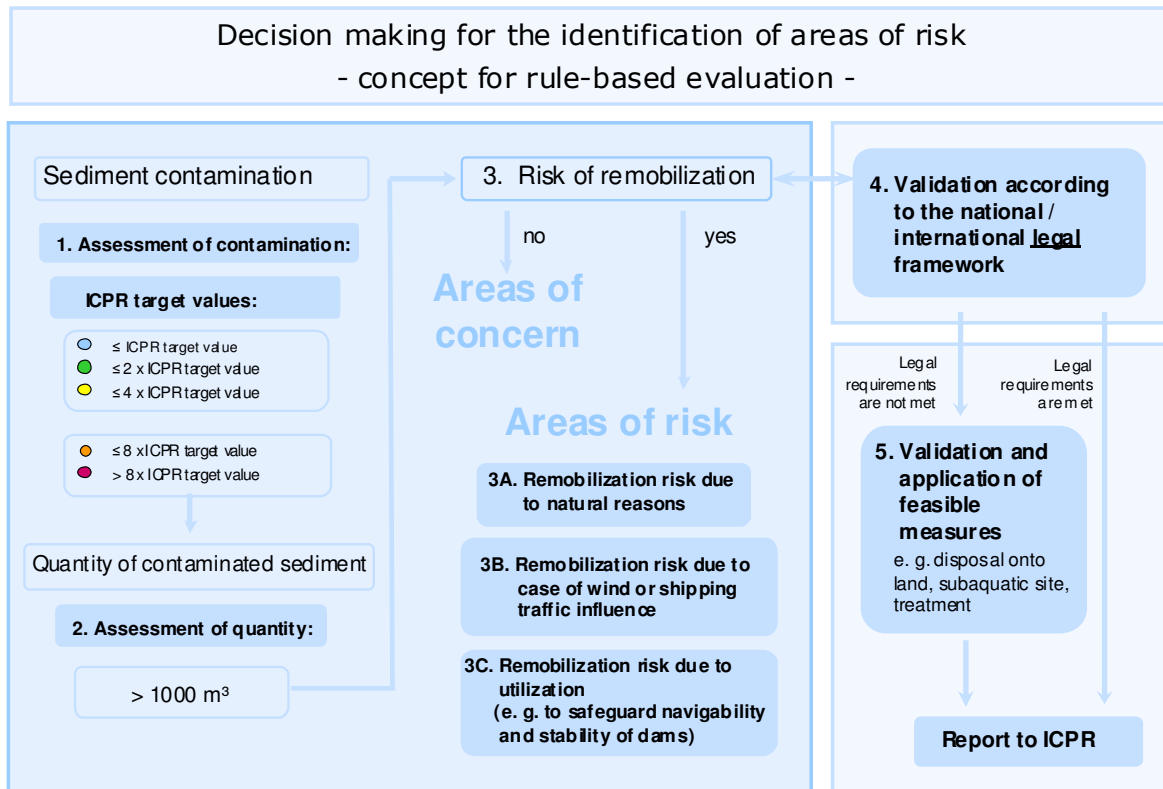 Decision making for the identification of areas of risk
- concept for rule-based evaluation -
Sediment contamination
1. Assessment of contamination:
ICPR target values:
≤ ICPR target value
≤ 2 x ICPR target value
≤ 4 x ICPR target value
≤ 8 x ICPR target value
> 8 x ICPR target value
Quantity of contaminated sediment
2. Assessment of quantity:
> 1000 m³
3. Risk of remobilization
no
yes
Areas of
concern
Areas of risk
3A. Remobilization risk due
to natural reasons
3B. Remobilization risk due to
case of wind or shipping
traffic influence
3C. Remobilization risk due to
utilization
(e. g. to safeguard navigability
and stability of dams)
4. Validation according
to the national /
international legal
framework
Legal
requirements
are not met
Legal
requirements
are met
5. Validation and
application of
feasible
measures
e. g. disposal onto
land, subaquatic site,
treatment
Report to ICPR